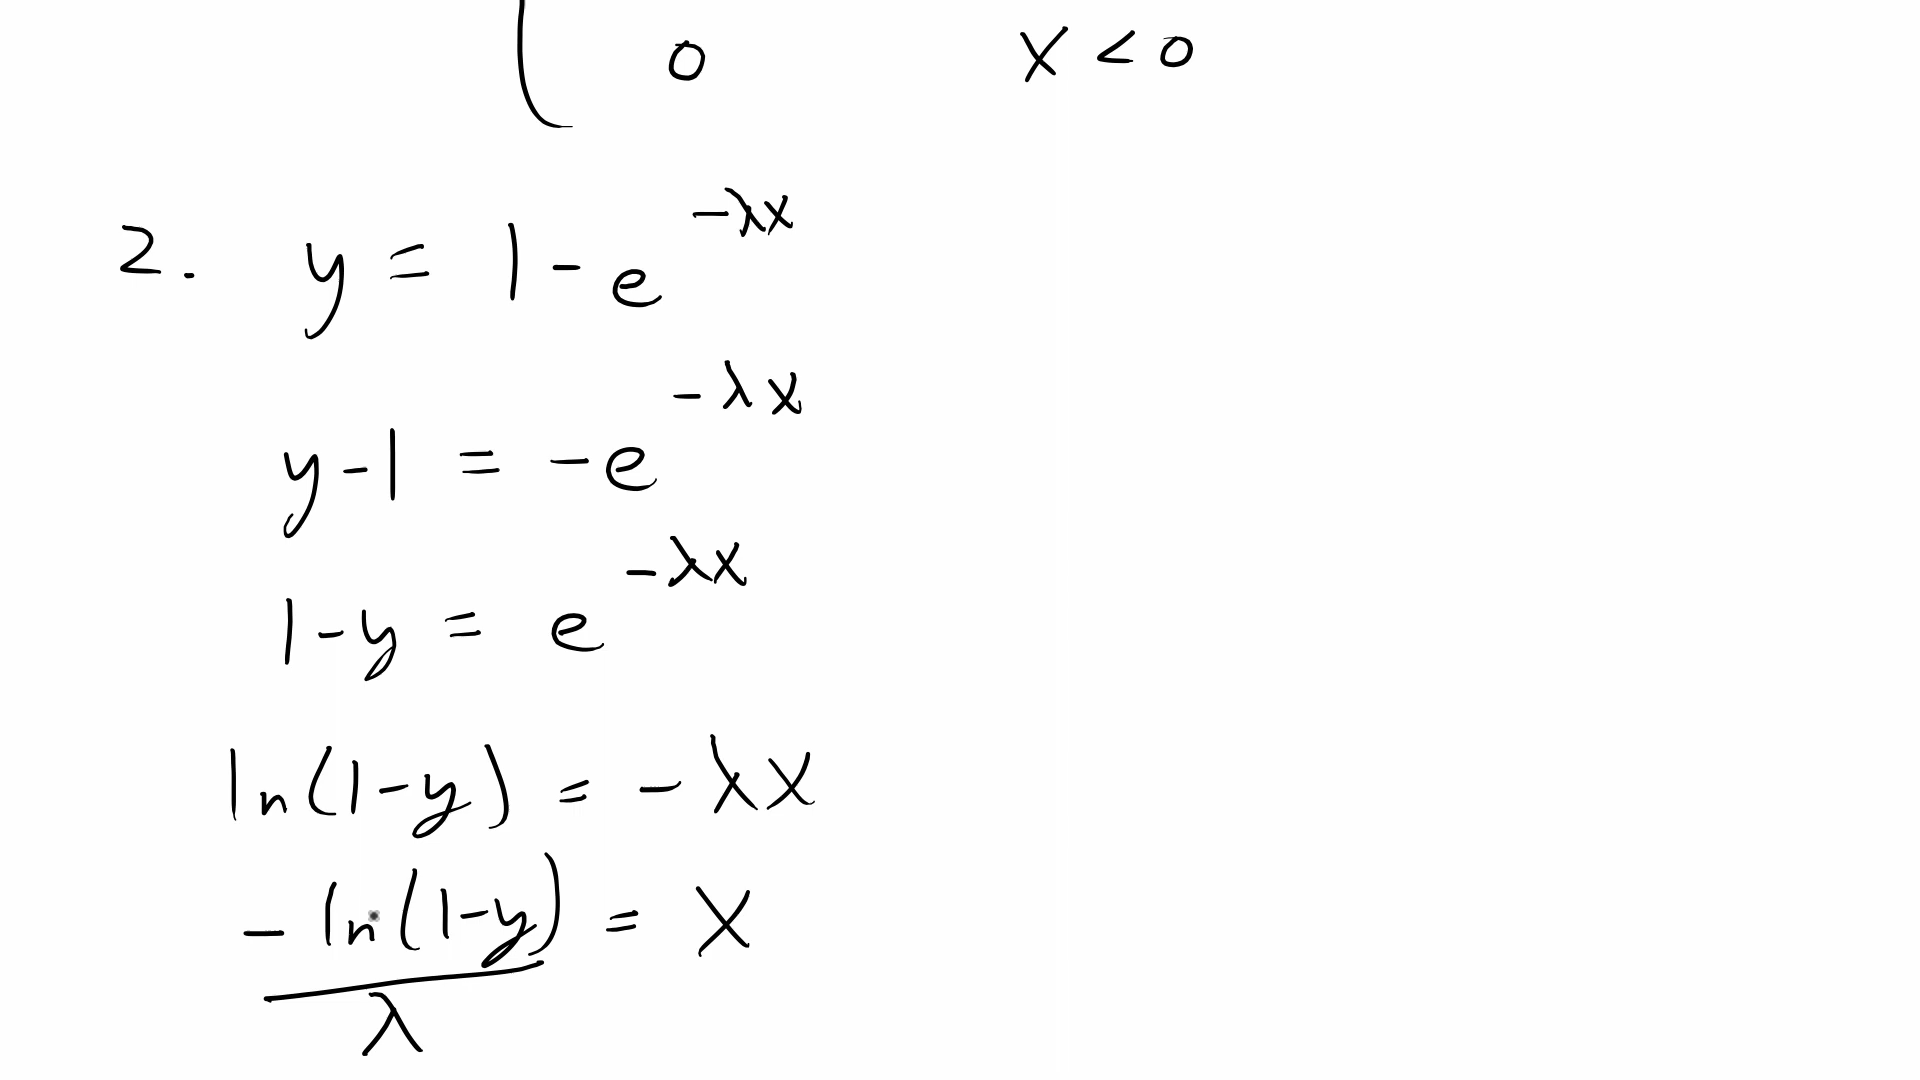 0 x < 0
2. y = 1 - e^{-λx}
y - 1 = -e^{-λx}
1 - y = e^{-λx}
ln(1-y) = -λx
-ln(1-y)/λ = x